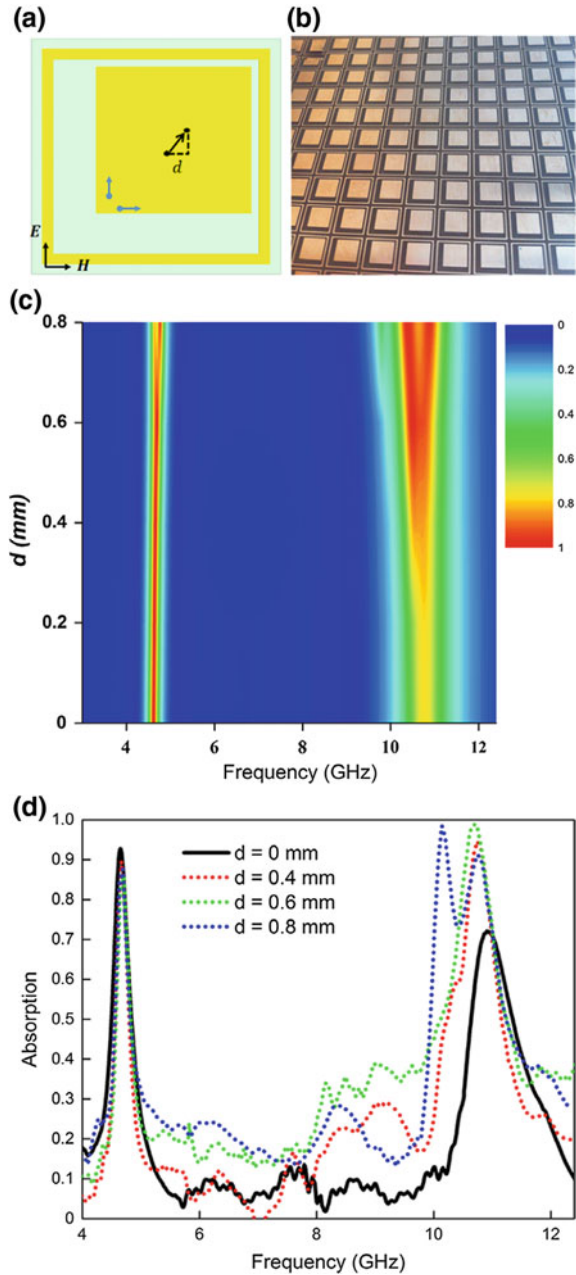 (a)
(b)
d
E
H
(c)
0.8
0.6
0.4
0.2
0
d (mm)
4
6
8
10
12
Frequency (GHz)
0
0.2
0.4
0.6
0.8
1
(d)
1.0
0.9
0.8
0.7
0.6
0.5
0.4
0.3
0.2
0.1
0
Absorption
d = 0 mm
d = 0.4 mm
d = 0.6 mm
d = 0.8 mm
4
6
8
10
12
Frequency (GHz)